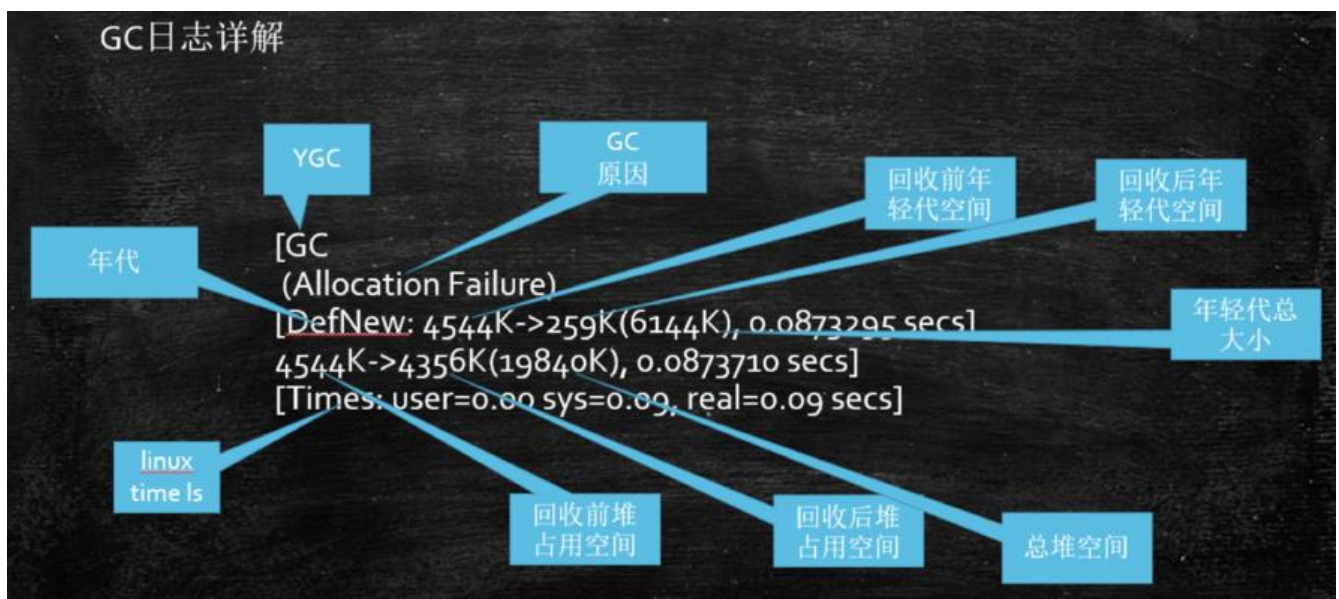 GC日志详解
YGC
GC
原因
回收前年
轻代空间
回收后年
轻代空间
年代
[GC
(Allocation Failure)
[DefNew: 4544K->259K(6144K), 0.0873295 secs]
4544K->4356K(19840K), 0.0873710 secs]
[Times: user=0.00 sys=0.09, real=0.09 secs]
年轻代总
大小
linux
time ls
回收前堆
占用空间
回收后堆
占用空间
总堆空间